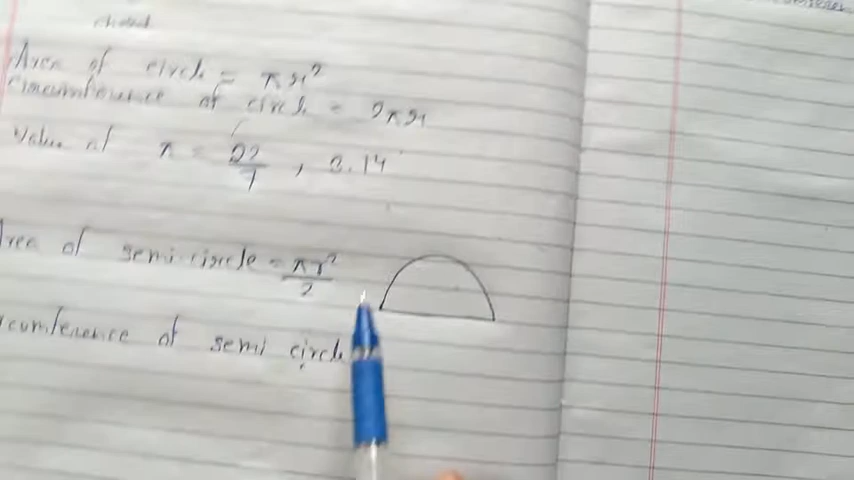 chord
Area of circle = πr²
circumference of circle = 2πr
Value of π = 22/7 , 3.14
Area of semi circle = πr²/2
circumference of semi circle